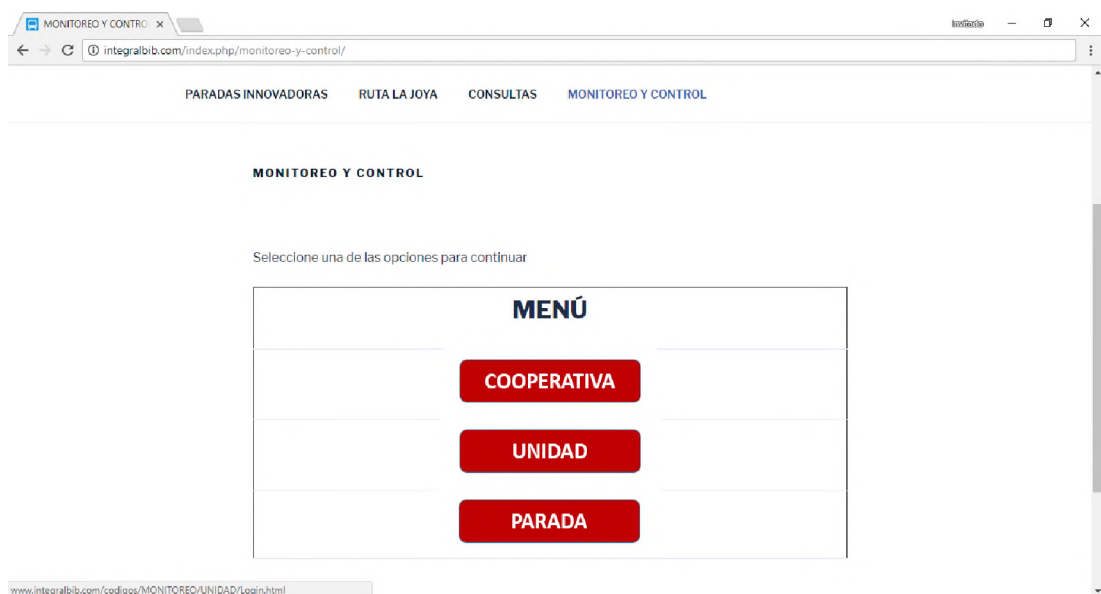 MONITOREO Y CONTRO
Invitado
integralbib.com/index.php/monitoreo-y-control/
PARADAS INNOVADORAS RUTA LA JOYA CONSULTAS MONITOREO Y CONTROL
MONITOREO Y CONTROL
Seleccione una de las opciones para continuar
MENÚ
COOPERATIVA
UNIDAD
PARADA
www.integralbib.com/codigos/MONITOREO/UNIDAD/Login.html